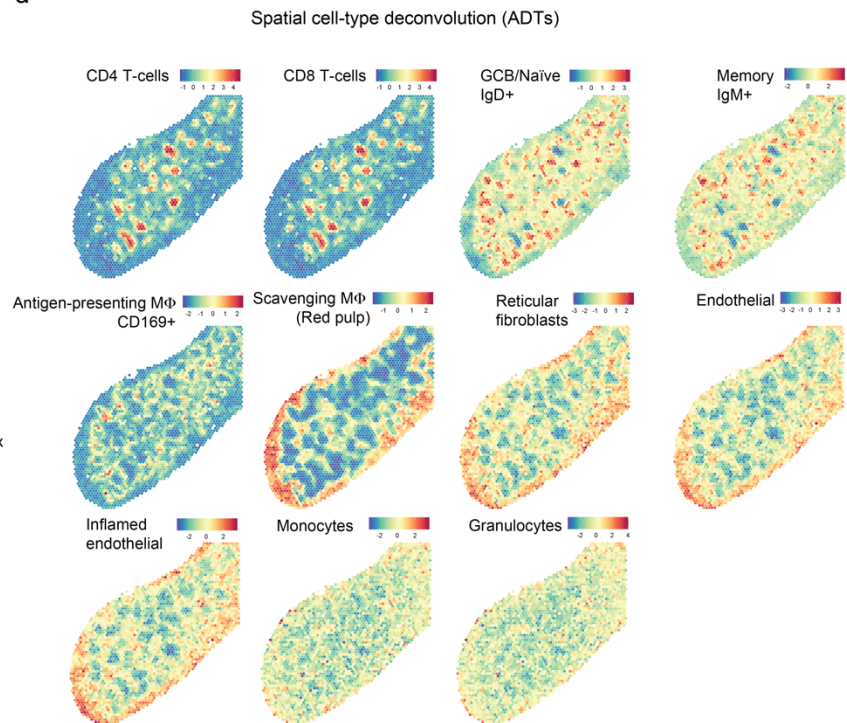 Spatial cell-type deconvolution (ADTs)
CD4 T-cells
-1 0 1 2 3 4
CD8 T-cells
-1 0 1 2 3 4
GCB/Naïve
IgD+
-1 0 1 2 3
Memory
IgM+
-2 0 2
Antigen-presenting MΦ
CD169+
-2 -1 0 1 2
Scavenging MΦ
(Red pulp)
-1 0 1 2
Reticular
fibroblasts
-3 -2 -1 0 1 2
Endothelial
-3 -2 -1 0 1 2 3
Inflamed
endothelial
-2 0 2
Monocytes
-2 0 2
Granulocytes
-2 0 2 4